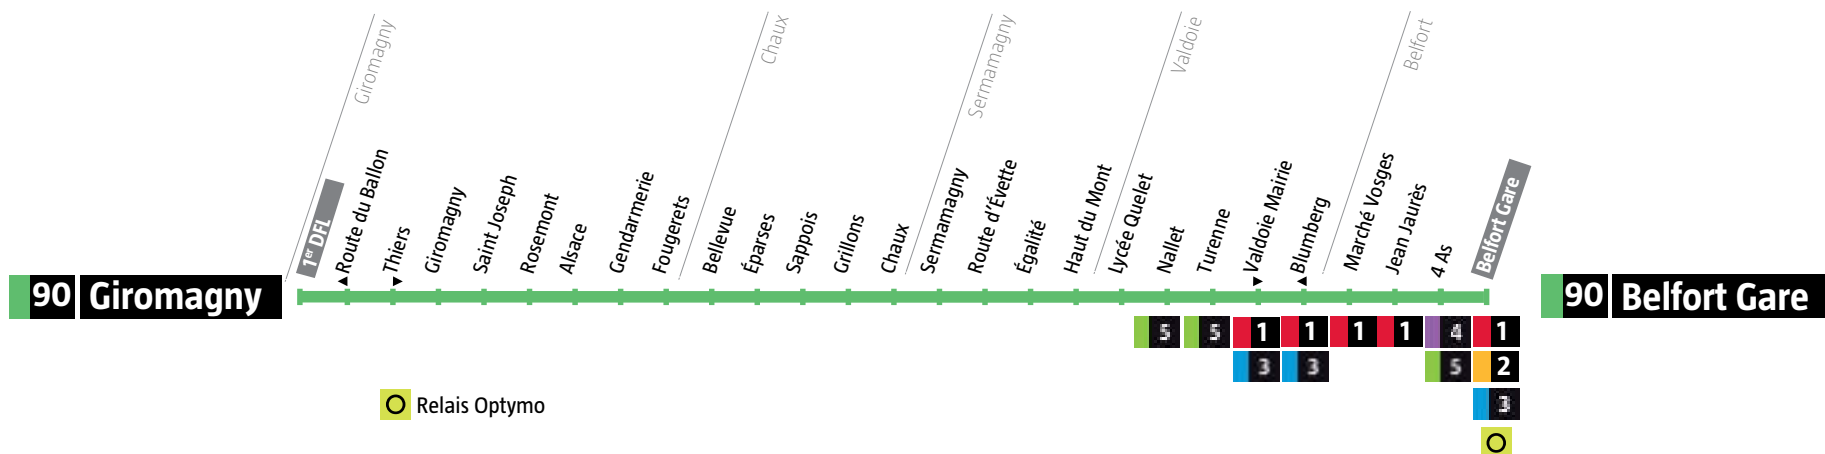 Giromagny
Chaux
Sermamagny
Valdoie
Belfort
1er DFL
Route du Ballon
Thiers
Giromagny
Saint Joseph
Rosemont
Alsace
Gendarmerie
Fougerets
Bellevue
Éparses
Sappois
Grillons
Chaux
Sermamagny
Route d'Évette
Égalité
Haut du Mont
Lycée Quelet
Nallet
Turenne
Valdoie Mairie
Blumberg
Marché Vosges
Jean Jaurès
4 As
Belfort Gare
90 Giromagny
90 Belfort Gare
5 5 1 1 1 1 4 1
3 3 5 2
3
Relais Optymo